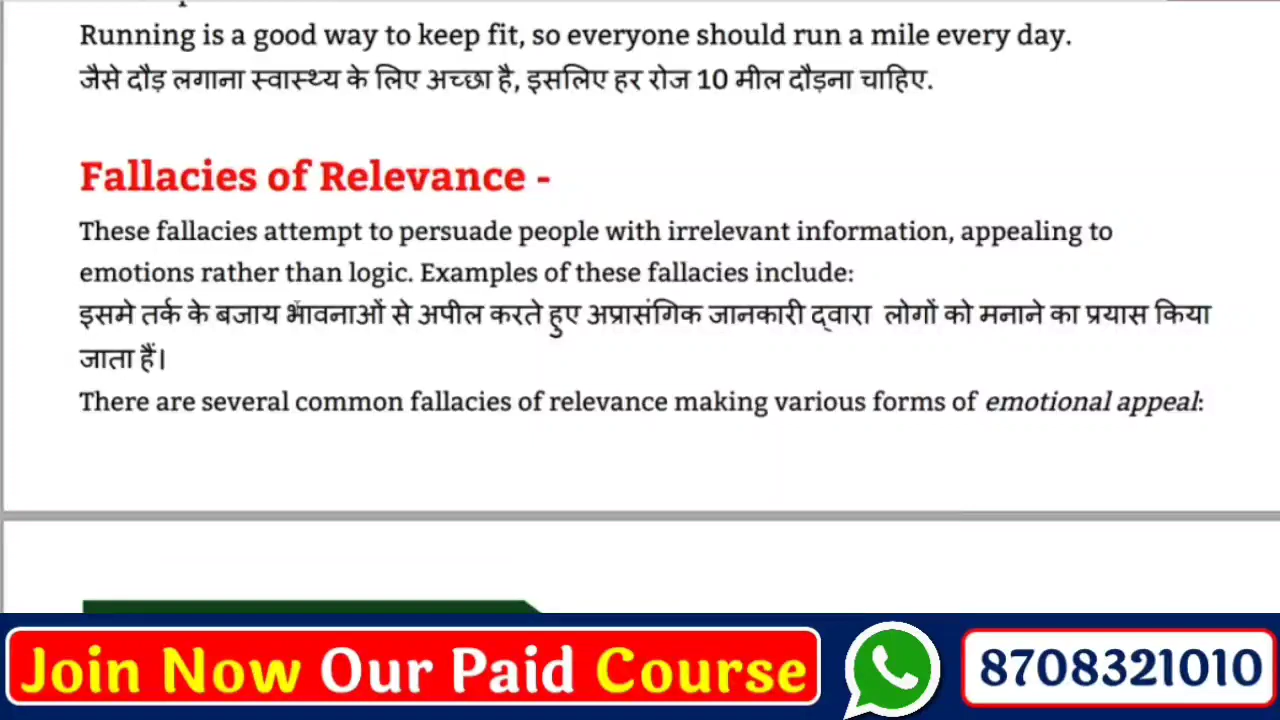 Running is a good way to keep fit, so everyone should run a mile every day.
जैसे दौड़ लगाना स्वास्थ्य के लिए अच्छा है, इसलिए हर रोज 10 मील दौड़ना चाहिए.
Fallacies of Relevance -
These fallacies attempt to persuade people with irrelevant information, appealing to
emotions rather than logic. Examples of these fallacies include:
इसमे तर्क के बजाय भावनाओं से अपील करते हुए अप्रासंगिक जानकारी द्वारा लोगों को मनाने का प्रयास किया
जाता हैं।
There are several common fallacies of relevance making various forms of emotional appeal:
Join Now Our Paid Course
8708321010